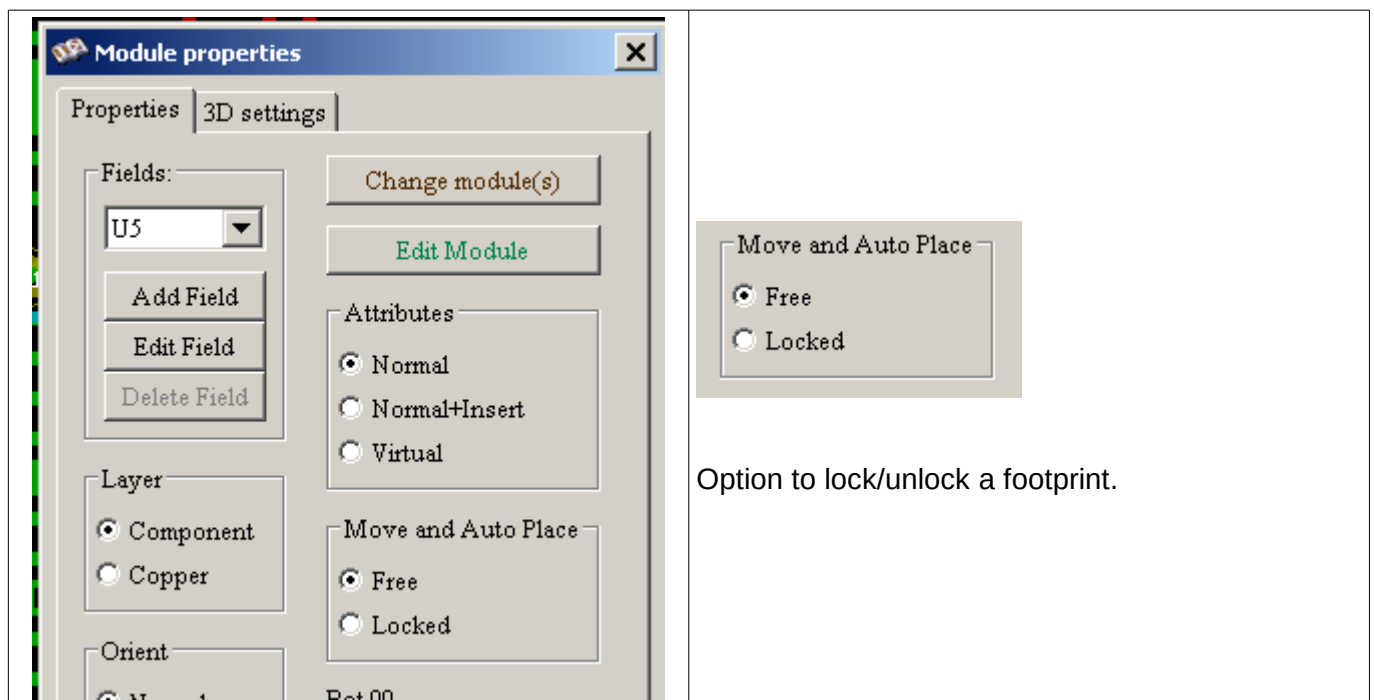 Module properties
Properties
3D settings
Fields:
U5
Add Field
Edit Field
Delete Field
Layer
Component
Copper
Orient
Change module(s)
Edit Module
Attributes
Normal
Normal+Insert
Virtual
Move and Auto Place
Free
Locked
Move and Auto Place
Free
Locked
Option to lock/unlock a footprint.